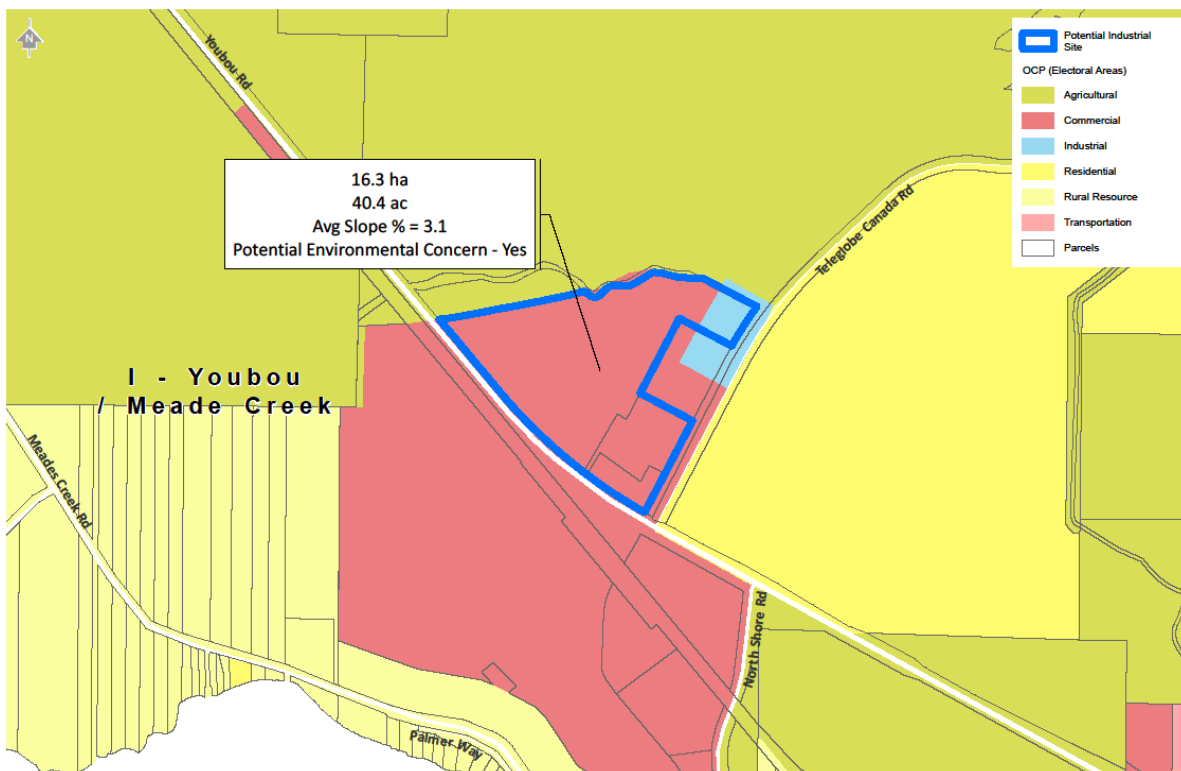 N
Youbou Rd
16.3 ha
40.4 ac
Avg Slope % = 3.1
Potential Environmental Concern - Yes
Teleglobe Canada Rd
I - Youbou
/ Meade Creek
Meades Creek Rd
North Shore Rd
Palmer Way
Potential Industrial
Site
OCP (Electoral Areas)
Agricultural
Commercial
Industrial
Residential
Rural Resource
Transportation
Parcels